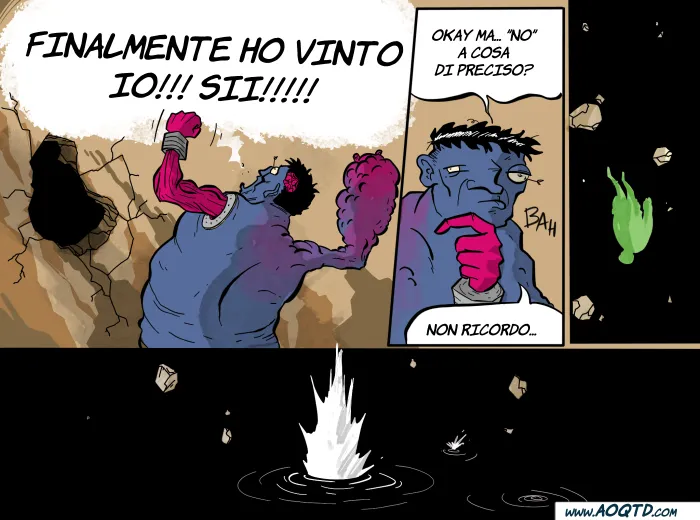 FINALMENTE HO VINTO
IO!!! SII!!!!!
OKAY MA... "NO"
A COSA
DI PRECISO?
BAH
NON RICORDO...
WWW.AOQTD.COM